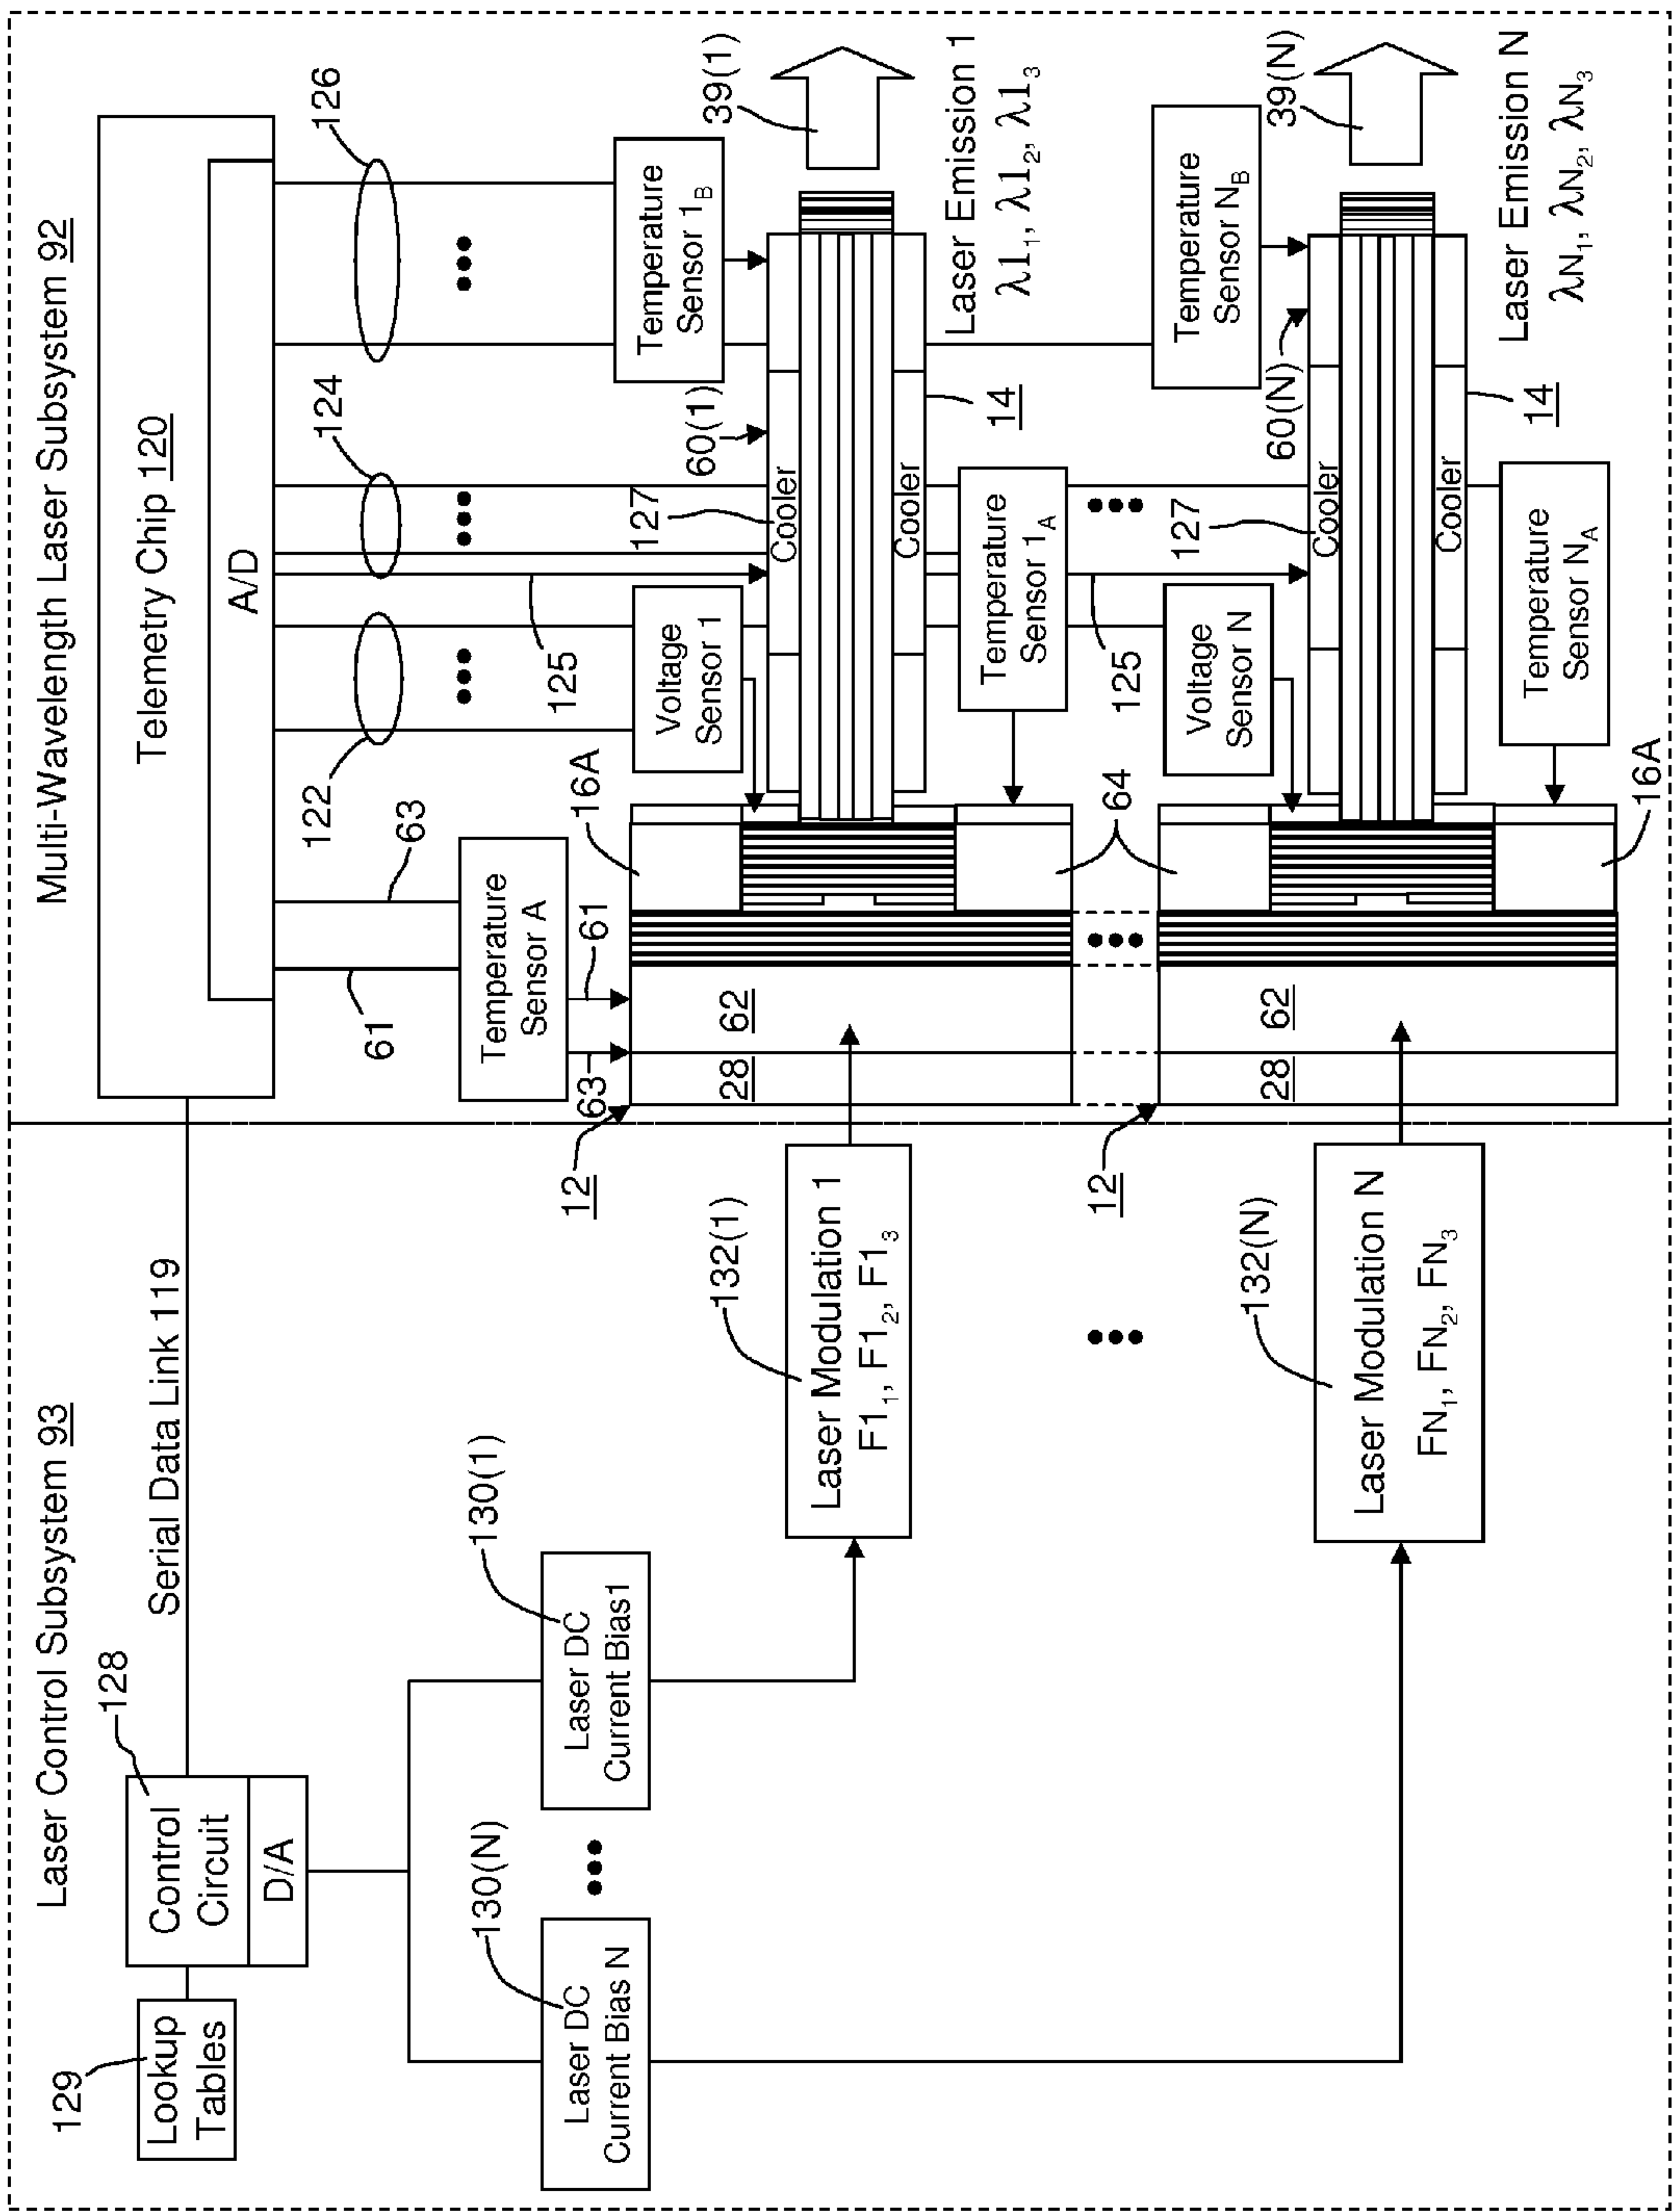 Laser Control Subsystem 93
Multi-Wavelength Laser Subsystem 92
129
Lookup
Tables
128
Control
Circuit
D/A
Serial Data Link 119
Telemetry Chip 120
A/D
61
63
122
124
126
125
127
130(N)
Laser DC
Current Bias N
130(1)
Laser DC
Current Bias1
Temperature
Sensor A
63
61
Voltage
Sensor 1
Temperature
Sensor 1B
60(1)
39(1)
12
28
62
16A
Cooler
Cooler
14
132(1)
Laser Modulation 1
F1₁, F1₂, F1₃
Laser Emission 1
λ1₁, λ1₂, λ1₃
Temperature
Sensor 1A
64
125
127
12
Voltage
Sensor N
Temperature
Sensor NB
60(N)
39(N)
132(N)
Laser Modulation N
FN₁, FN₂, FN₃
28
62
Cooler
Cooler
14
Laser Emission N
λN₁, λN₂, λN₃
16A
Temperature
Sensor NA